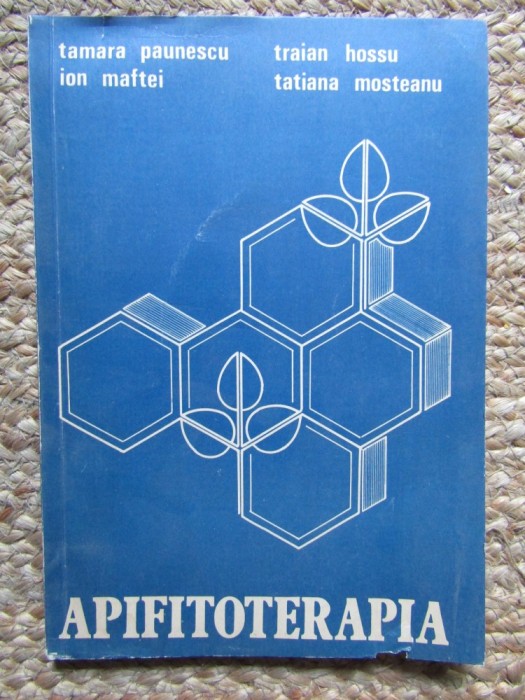 tamara paunescu
ion maftei
traian hossu
tatiana mosteanu
APIFITOTERAPIA